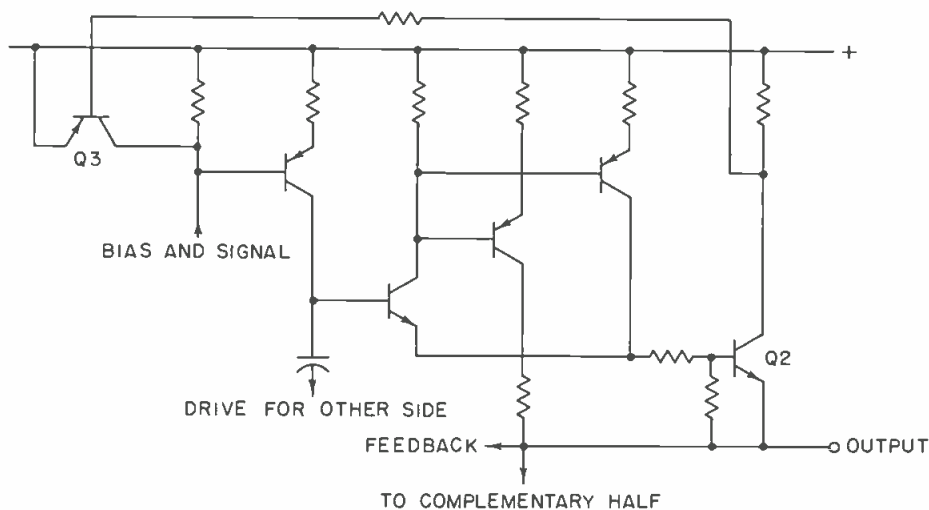 +
Q3
BIAS AND SIGNAL
Q2
DRIVE FOR OTHER SIDE
FEEDBACK
OUTPUT
TO COMPLEMENTARY HALF